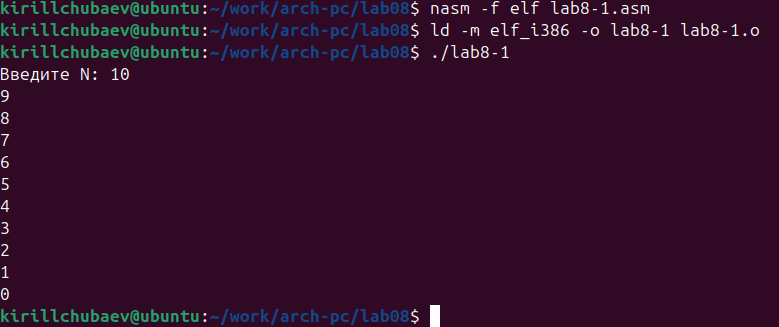 kirillchubaev@ubuntu:~/work/arch-pc/lab08$ nasm -f elf lab8-1.asm
kirillchubaev@ubuntu:~/work/arch-pc/lab08$ ld -m elf_i386 -o lab8-1 lab8-1.o
kirillchubaev@ubuntu:~/work/arch-pc/lab08$ ./lab8-1
Введите N: 10
9
8
7
6
5
4
3
2
1
0
kirillchubaev@ubuntu:~/work/arch-pc/lab08$